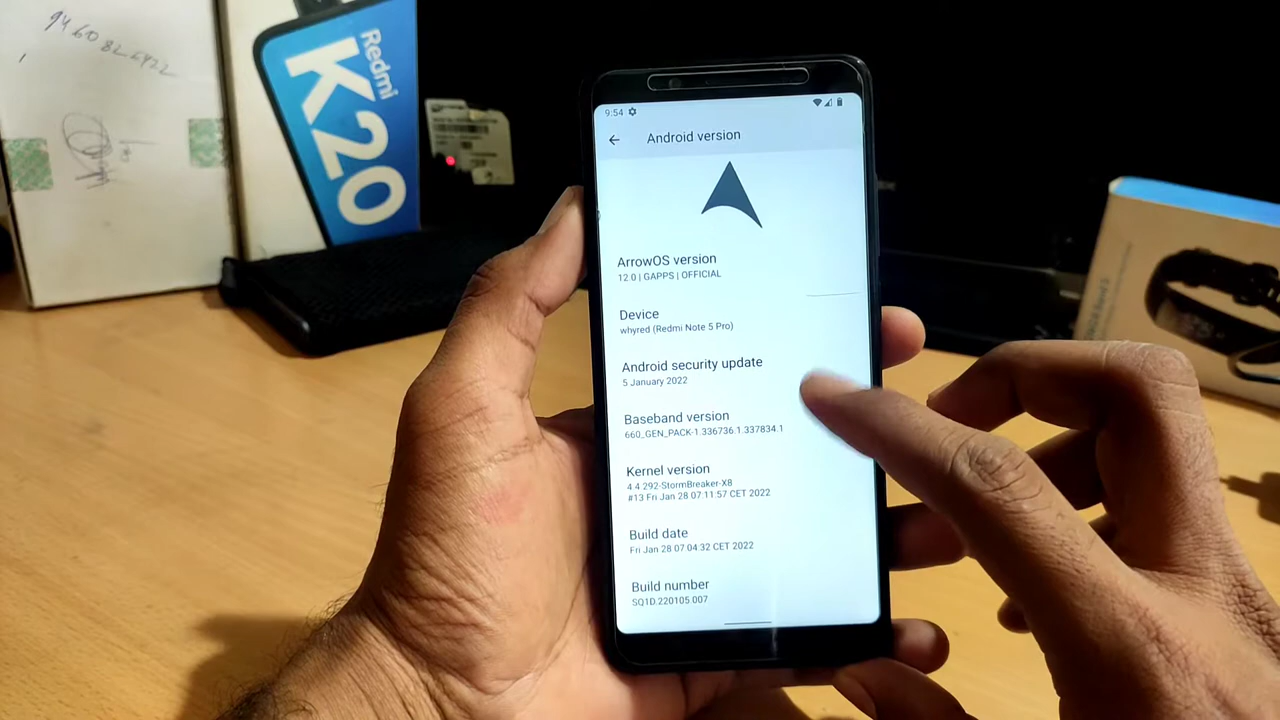 Redmi
K20
9:54
Android version
ArrowOS version
12.0 | GAPPS | OFFICIAL
Device
whyred (Redmi Note 5 Pro)
Android security update
5 January 2022
Baseband version
660_GEN_PACK-1.336736.1.337834.1
Kernel version
4.4.292-StormBreaker-X8
#13 Fri Jan 28 07:11:57 CET 2022
Build date
Fri Jan 28 07:04:32 CET 2022
Build number
SQ1D.220105.007